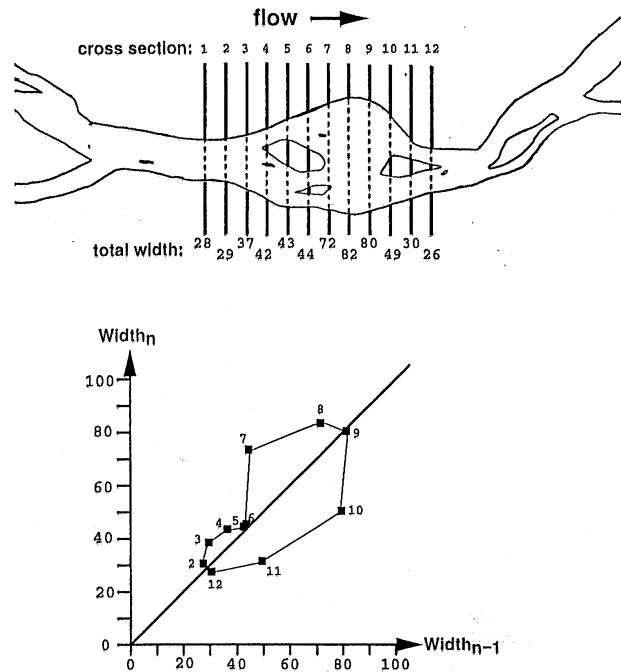 flow
cross section: 1 2 3 4 5 6 7 8 9 10 11 12
total width: 28 29 37 42 43 44 72 82 80 49 30 26
Width n
100
80
60
40
20
0
2 3 4 5 6 7 8 9 10 11 12
0 20 40 60 80 100 Width n-1